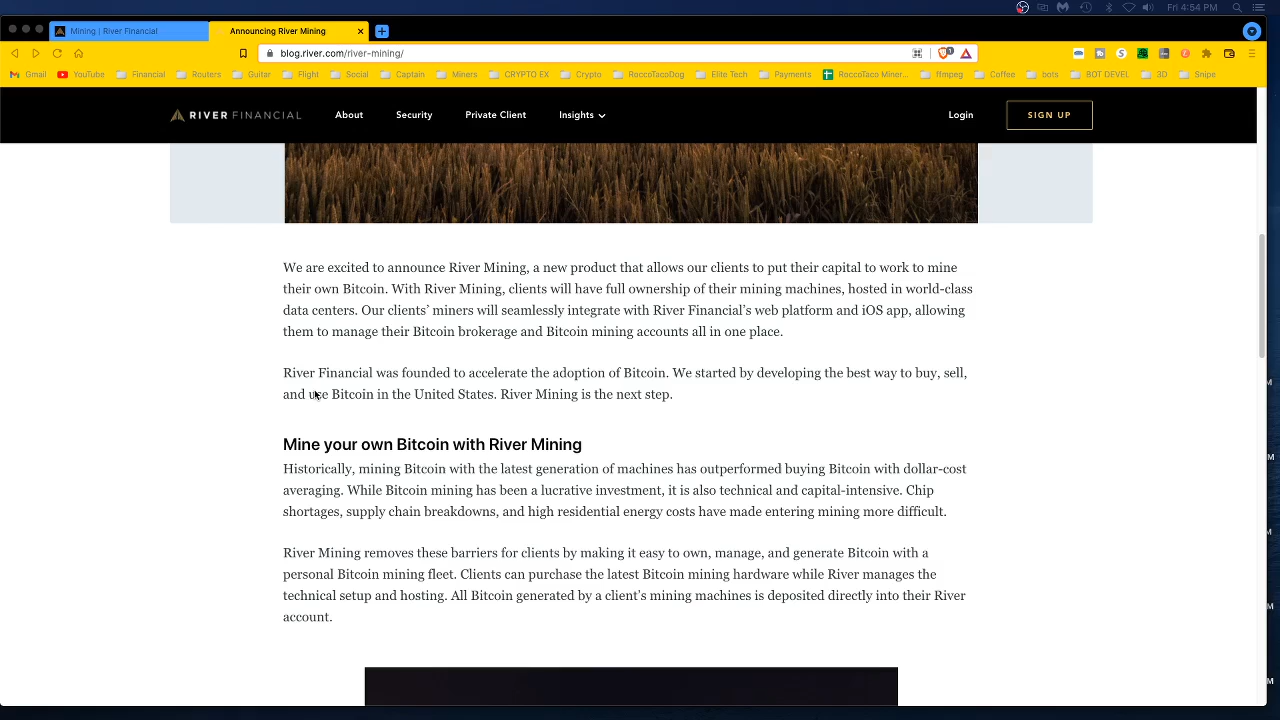 Fri 4:54 PM
Mining | River Financial
Announcing River Mining
blog.river.com/river-mining/
1
Gmail
YouTube
Financial
Routers
Guitar
Flight
Social
Captain
Miners
CRYPTO EX
Crypto
RoccoTacoDog
Elite Tech
Payments
RoccoTaco Miner...
ffmpeg
Coffee
bots
BOT DEVEL
3D
Snipe
RIVER FINANCIAL
About
Security
Private Client
Insights
Login
SIGN UP
We are excited to announce River Mining, a new product that allows our clients to put their capital to work to mine
their own Bitcoin. With River Mining, clients will have full ownership of their mining machines, hosted in world-class
data centers. Our clients’ miners will seamlessly integrate with River Financial’s web platform and iOS app, allowing
them to manage their Bitcoin brokerage and Bitcoin mining accounts all in one place.
River Financial was founded to accelerate the adoption of Bitcoin. We started by developing the best way to buy, sell,
and use Bitcoin in the United States. River Mining is the next step.
Mine your own Bitcoin with River Mining
Historically, mining Bitcoin with the latest generation of machines has outperformed buying Bitcoin with dollar-cost
averaging. While Bitcoin mining has been a lucrative investment, it is also technical and capital-intensive. Chip
shortages, supply chain breakdowns, and high residential energy costs have made entering mining more difficult.
River Mining removes these barriers for clients by making it easy to own, manage, and generate Bitcoin with a
personal Bitcoin mining fleet. Clients can purchase the latest Bitcoin mining hardware while River manages the
technical setup and hosting. All Bitcoin generated by a client's mining machines is deposited directly into their River
account.